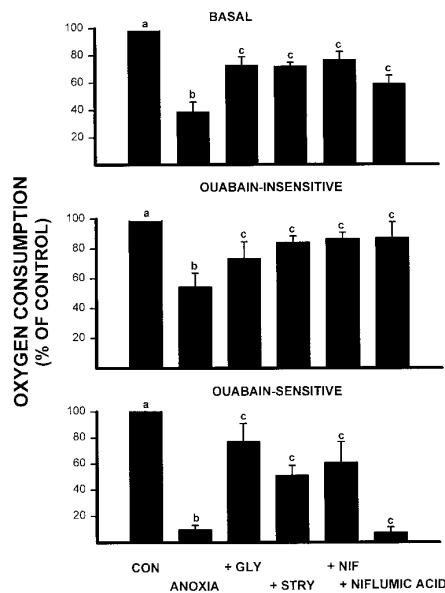 BASAL
a
b
c
c
c
c
100
80
60
40
20
OUABAIN-INSENSITIVE
a
b
c
c
c
c
100
80
60
40
20
OUABAIN-SENSITIVE
a
b
c
c
c
c
100
80
60
40
20
OXYGEN CONSUMPTION
(% OF CONTROL)
CON
+ GLY
+ NIF
ANOXIA
+ STRY
+ NIFLUMIC ACID